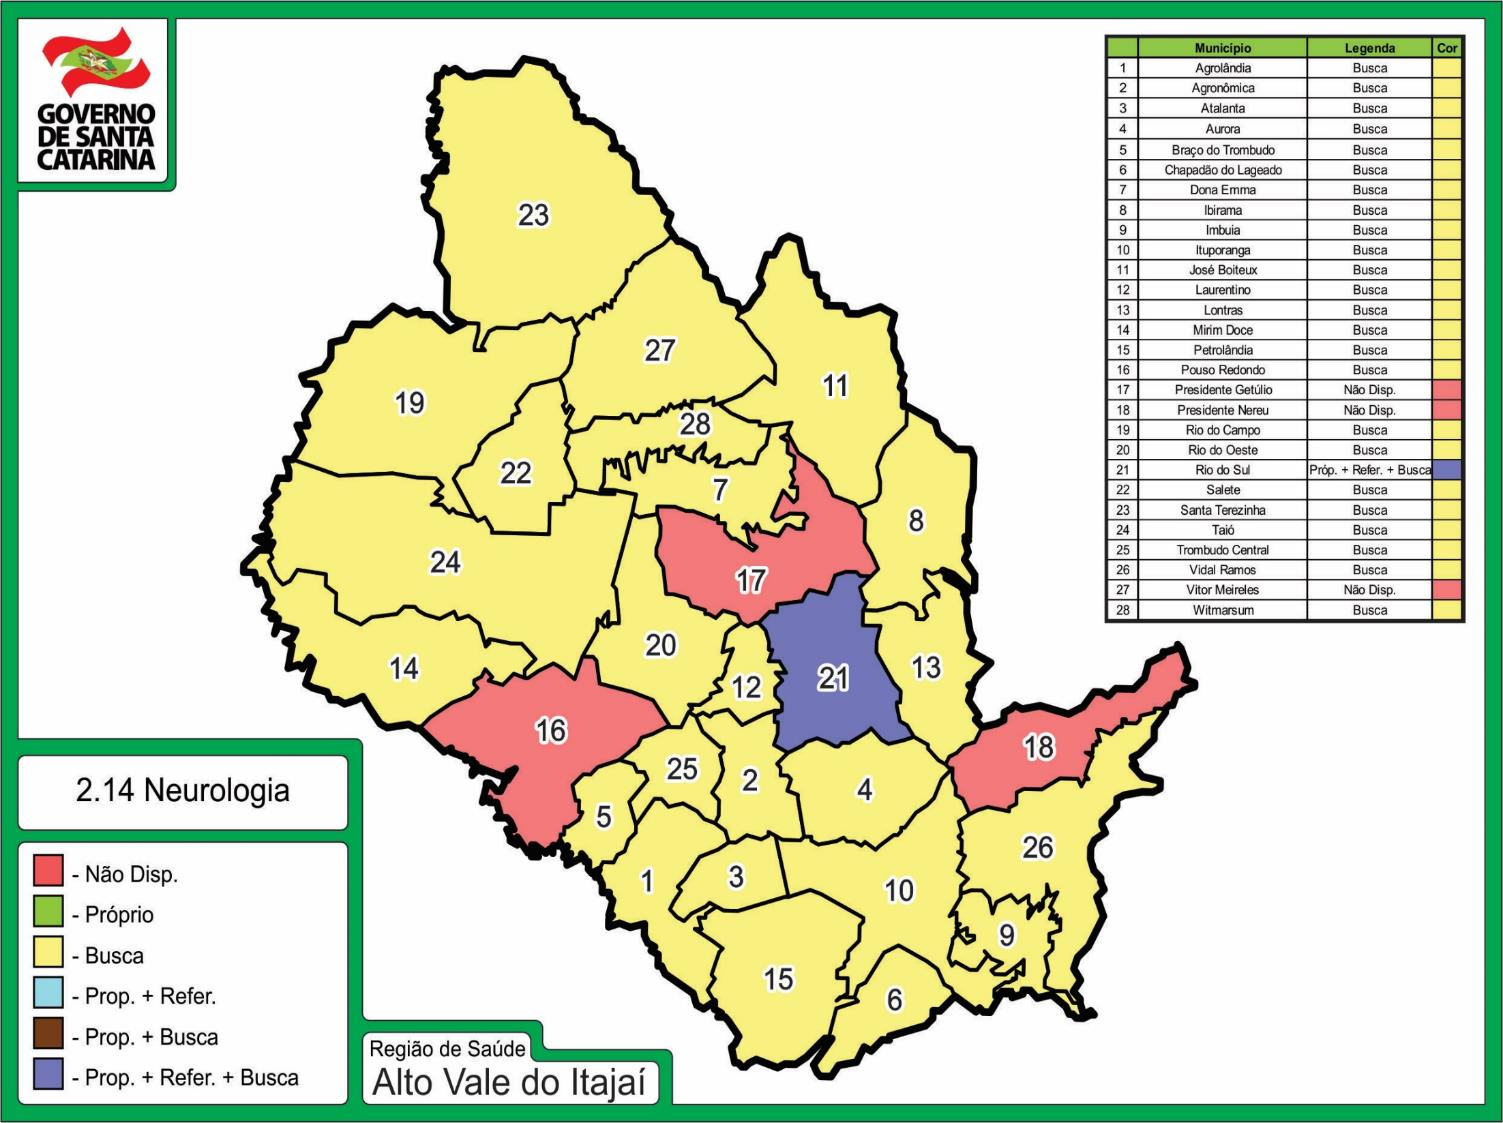 GOVERNO
DE SANTA
CATARINA
Município Legenda Cor
1 Agrolândia Busca
2 Agronômica Busca
3 Atalanta Busca
4 Aurora Busca
5 Braço do Trombudo Busca
6 Chapadão do Lageado Busca
7 Dona Emma Busca
8 Ibirama Busca
9 Imbuia Busca
10 Ituporanga Busca
11 José Boiteux Busca
12 Laurentino Busca
13 Lontras Busca
14 Mirim Doce Busca
15 Petrolândia Busca
16 Pouso Redondo Busca
17 Presidente Getúlio Não Disp.
18 Presidente Nereu Não Disp.
19 Rio do Campo Busca
20 Rio do Oeste Busca
21 Rio do Sul Próp. + Refer. + Busca
22 Salete Busca
23 Santa Terezinha Busca
24 Taió Busca
25 Trombudo Central Busca
26 Vidal Ramos Busca
27 Vitor Meireles Não Disp.
28 Witmarsum Busca
23
27
11
19
28
22
7
8
24
17
20
14
12
21
13
16
18
25
2
4
5
26
1
3
10
9
15
6
2.14 Neurologia
- Não Disp.
- Próprio
- Busca
- Prop. + Refer.
- Prop. + Busca
- Prop. + Refer. + Busca
Região de Saúde
Alto Vale do Itajaí